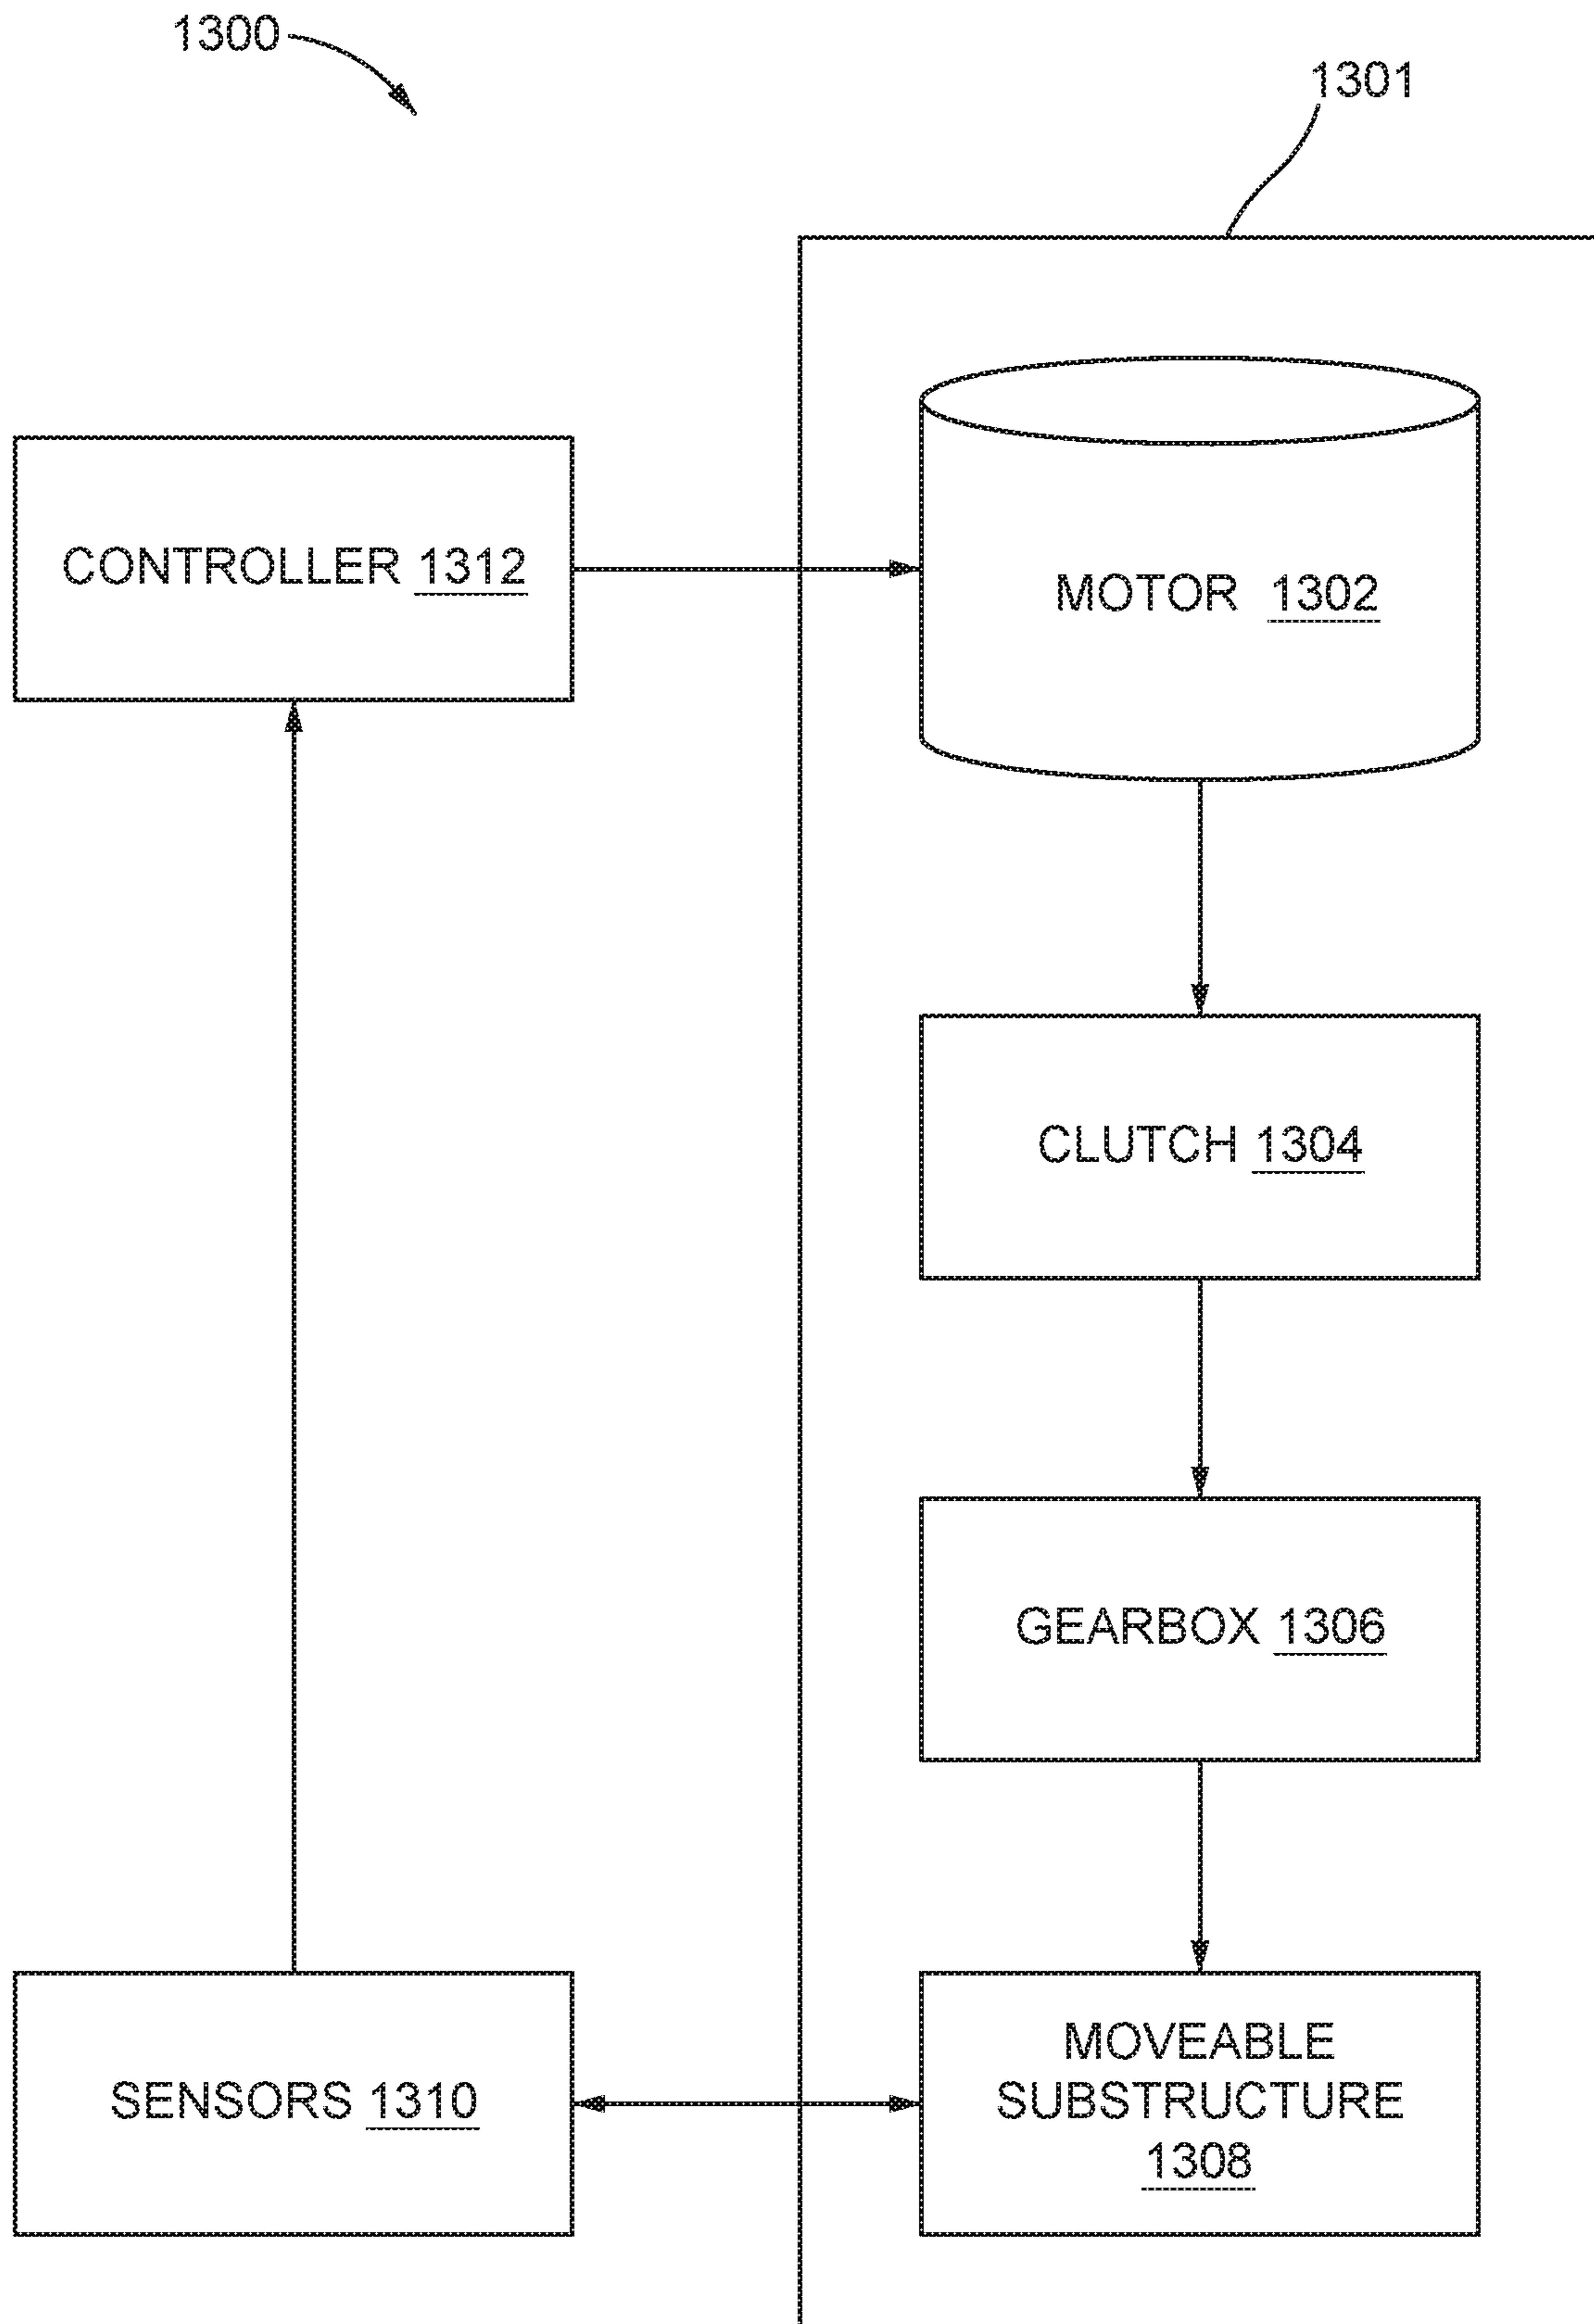 1300
1301
CONTROLLER 1312
MOTOR 1302
CLUTCH 1304
GEARBOX 1306
SENSORS 1310
MOVEABLE
SUBSTRUCTURE
1308